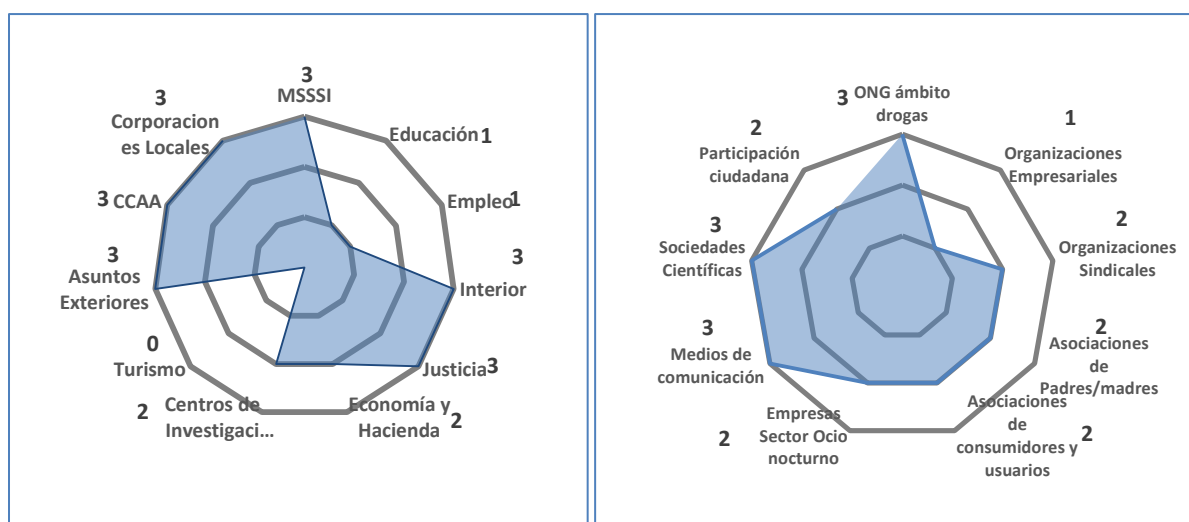 3
MSSSI
Educación 1
Empleo 1
3
Interior
Justicia 3
Economía y
Hacienda 2
Centros de
Investigaci...
2
0
Turismo
3
Asuntos
Exteriores
3 CCAA
3
Corporacion
es Locales
3 ONG ámbito
drogas
1
Organizaciones
Empresariales
2
Organizaciones
Sindicales
2
Asociaciones
de
Padres/madres
Asociaciones
de
consumidores y 2
usuarios
Empresas
2 Sector Ocio
nocturno
3
Medios de
comunicación
3
Sociedades
Científicas
2
Participación
ciudadana